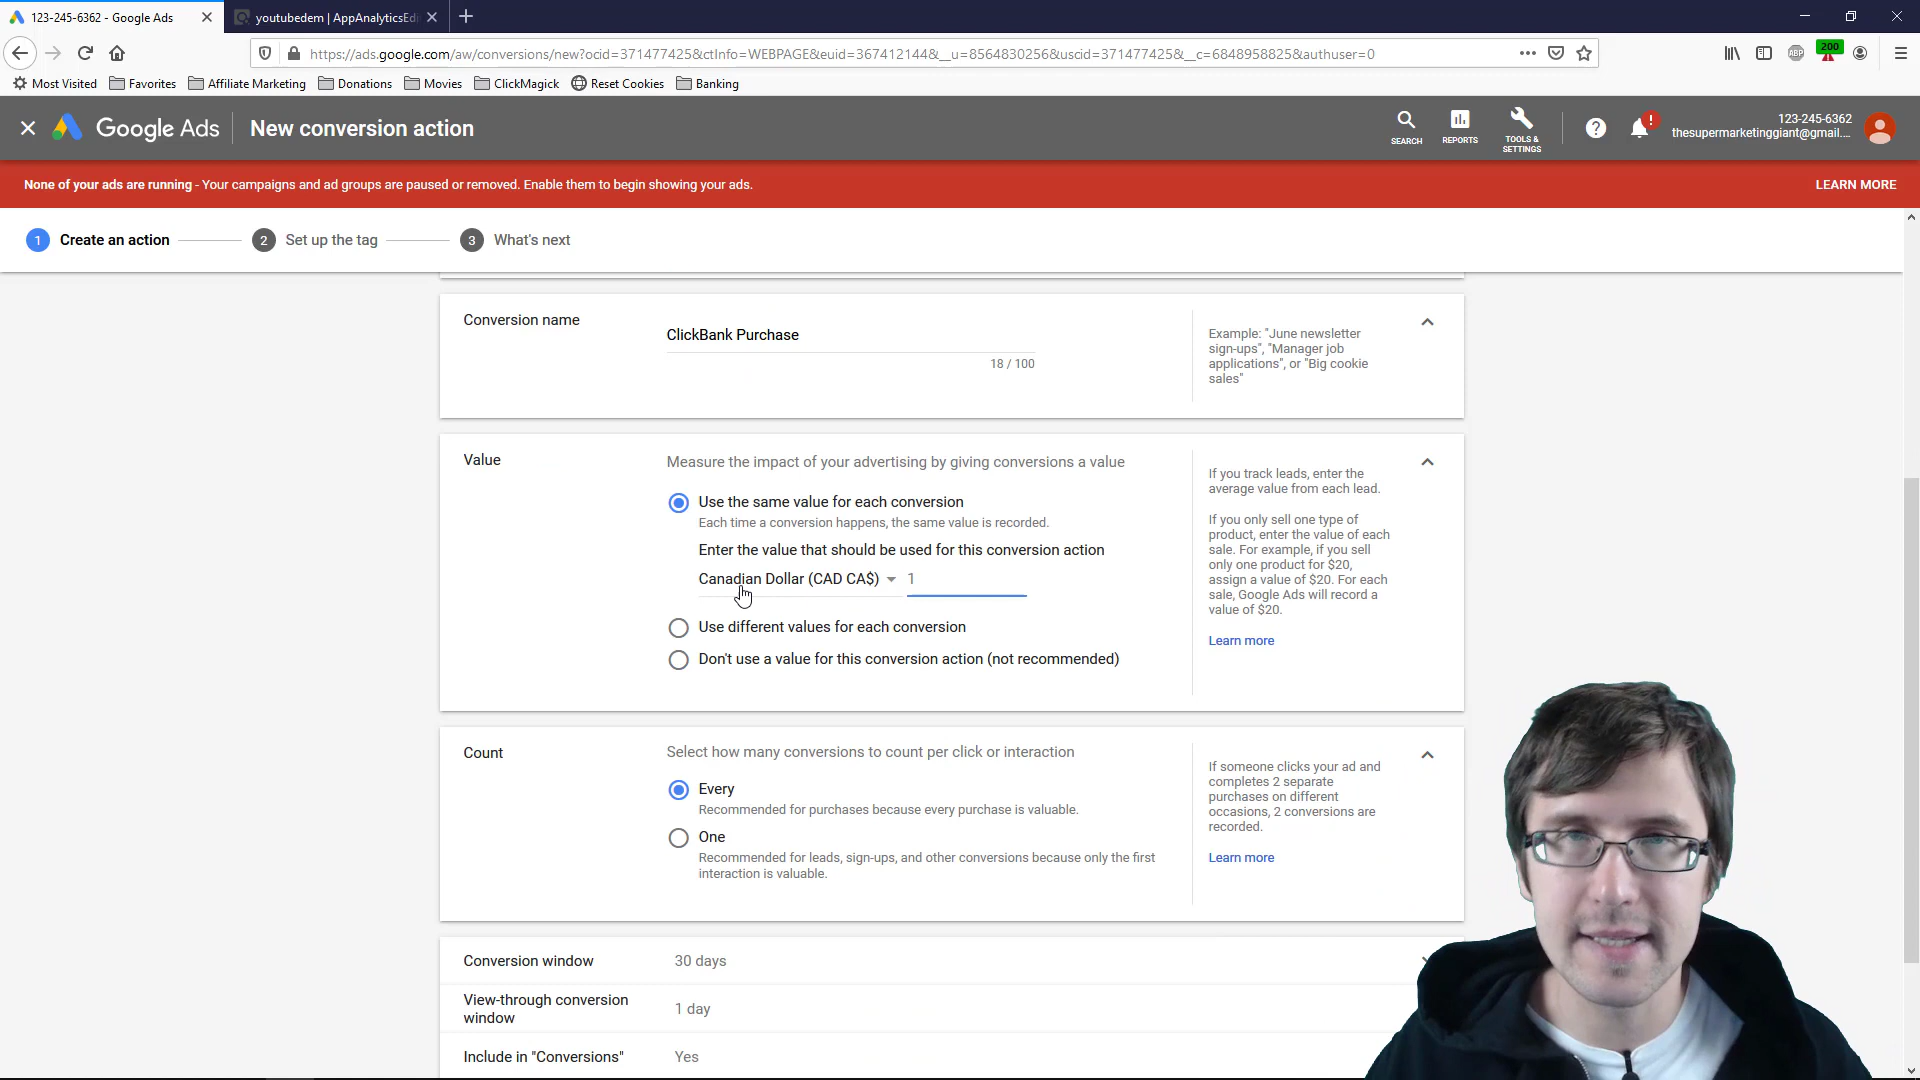 123-245-6362 - Google Ads
youtubedem | AppAnalyticsEdi
https://ads.google.com/aw/conversions/new?ocid=371477425&ctInfo=WEBPAGE&euid=367412144&__u=8564830256&uscid=371477425&__c=6848958825&authuser=0
ABP
200
Most Visited
Favorites
Affiliate Marketing
Donations
Movies
ClickMagick
Reset Cookies
Banking
Google Ads
New conversion action
SEARCH
REPORTS
TOOLS &
SETTINGS
?
!
123-245-6362
thesupermarketinggiant@gmail....
None of your ads are running - Your campaigns and ad groups are paused or removed. Enable them to begin showing your ads.
LEARN MORE
1 Create an action
2 Set up the tag
3 What's next
Conversion name
ClickBank Purchase
18 / 100
Example: "June newsletter
sign-ups", "Manager job
applications", or "Big cookie
sales"
Value
Measure the impact of your advertising by giving conversions a value
Use the same value for each conversion
Each time a conversion happens, the same value is recorded.
Enter the value that should be used for this conversion action
Canadian Dollar (CAD CA$) 1
Use different values for each conversion
Don't use a value for this conversion action (not recommended)
If you track leads, enter the
average value from each lead.
If you only sell one type of
product, enter the value of each
sale. For example, if you sell
only one product for $20,
assign a value of $20. For each
sale, Google Ads will record a
value of $20.
Learn more
Count
Select how many conversions to count per click or interaction
Every
Recommended for purchases because every purchase is valuable.
One
Recommended for leads, sign-ups, and other conversions because only the first
interaction is valuable.
If someone clicks your ad and
completes 2 separate
purchases on different
occasions, 2 conversions are
recorded.
Learn more
Conversion window
30 days
View-through conversion
window
1 day
Include in "Conversions"
Yes